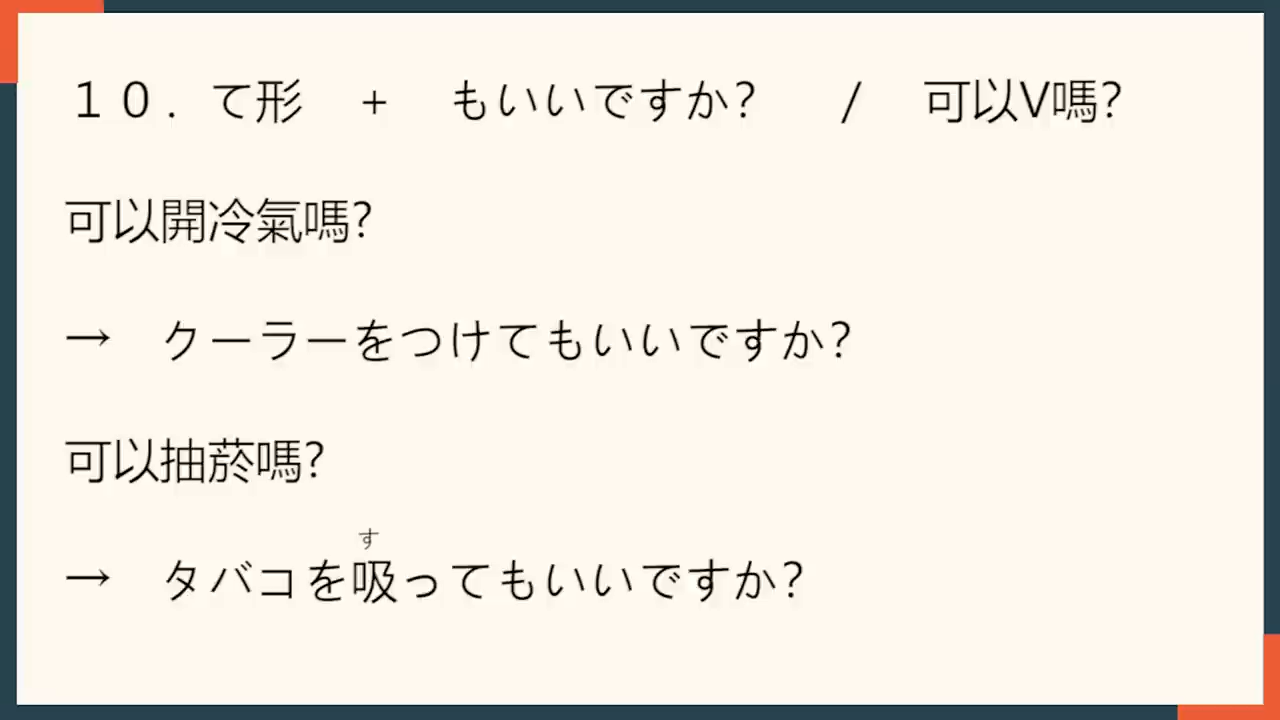 １０. て形　+　もいいですか?　/　可以V嗎?
可以開冷氣嗎?
→　クーラーをつけてもいいですか?
可以抽菸嗎?
す
→　タバコを吸ってもいいですか?